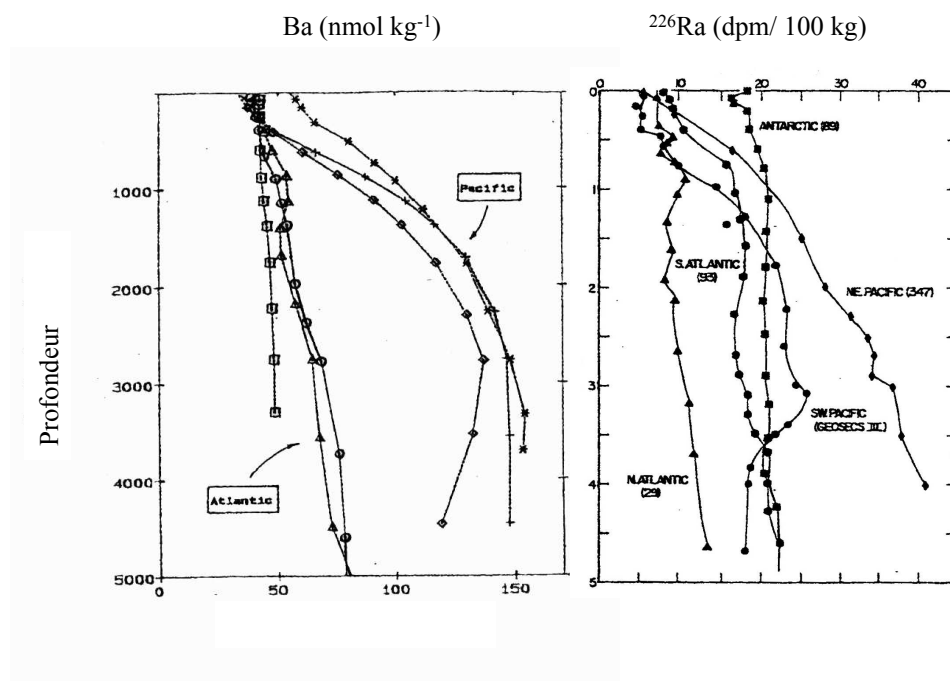 Ba (nmol kg⁻¹)
²²⁶Ra (dpm/ 100 kg)
Profondeur
1000
2000
3000
4000
5000
0
50
100
150
Pacific
Atlantic
0
10
20
30
40
0
1
2
3
4
5
ANTARCTIC (89)
S. ATLANTIC
(93)
N.E. PACIFIC (347)
S.W. PACIFIC
(GEOSECS III)
N. ATLANTIC
(29)